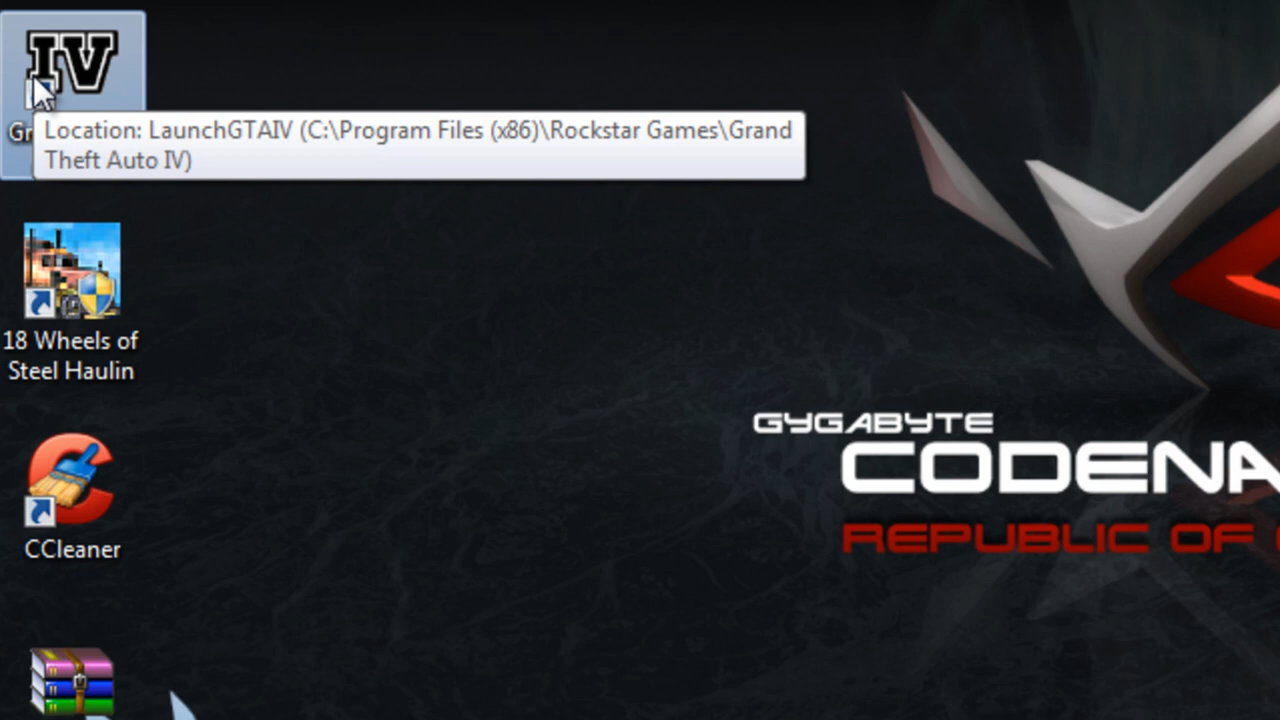 IV
Location: LaunchGTAIV (C:\Program Files (x86)\Rockstar Games\Grand
Theft Auto IV)
18 Wheels of
Steel Haulin
CCleaner
GYGABYTE
CODENA
REPUBLIC OF